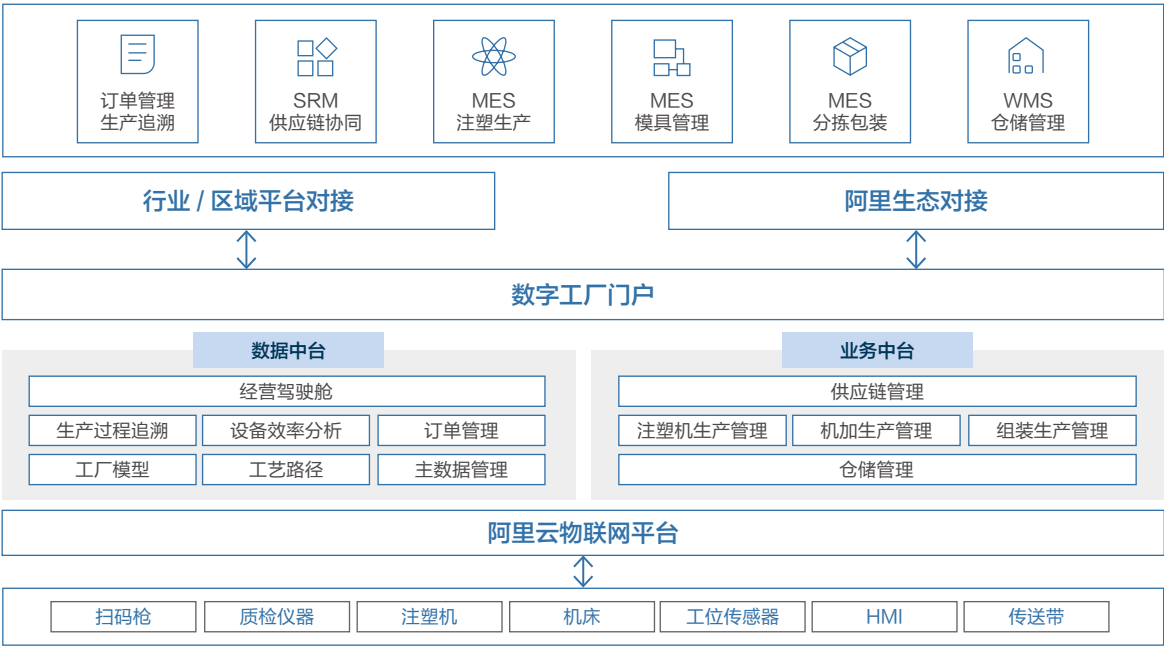 订单管理
生产追溯
SRM
供应链协同
MES
注塑生产
MES
模具管理
MES
分拣包装
WMS
仓储管理
行业 / 区域平台对接
阿里生态对接
数字工厂门户
数据中台
经营驾驶舱
生产过程追溯
设备效率分析
订单管理
工厂模型
工艺路径
主数据管理
业务中台
供应链管理
注塑机生产管理
机加生产管理
组装生产管理
仓储管理
阿里云物联网平台
扫码枪
质检仪器
注塑机
机床
工位传感器
HMI
传送带